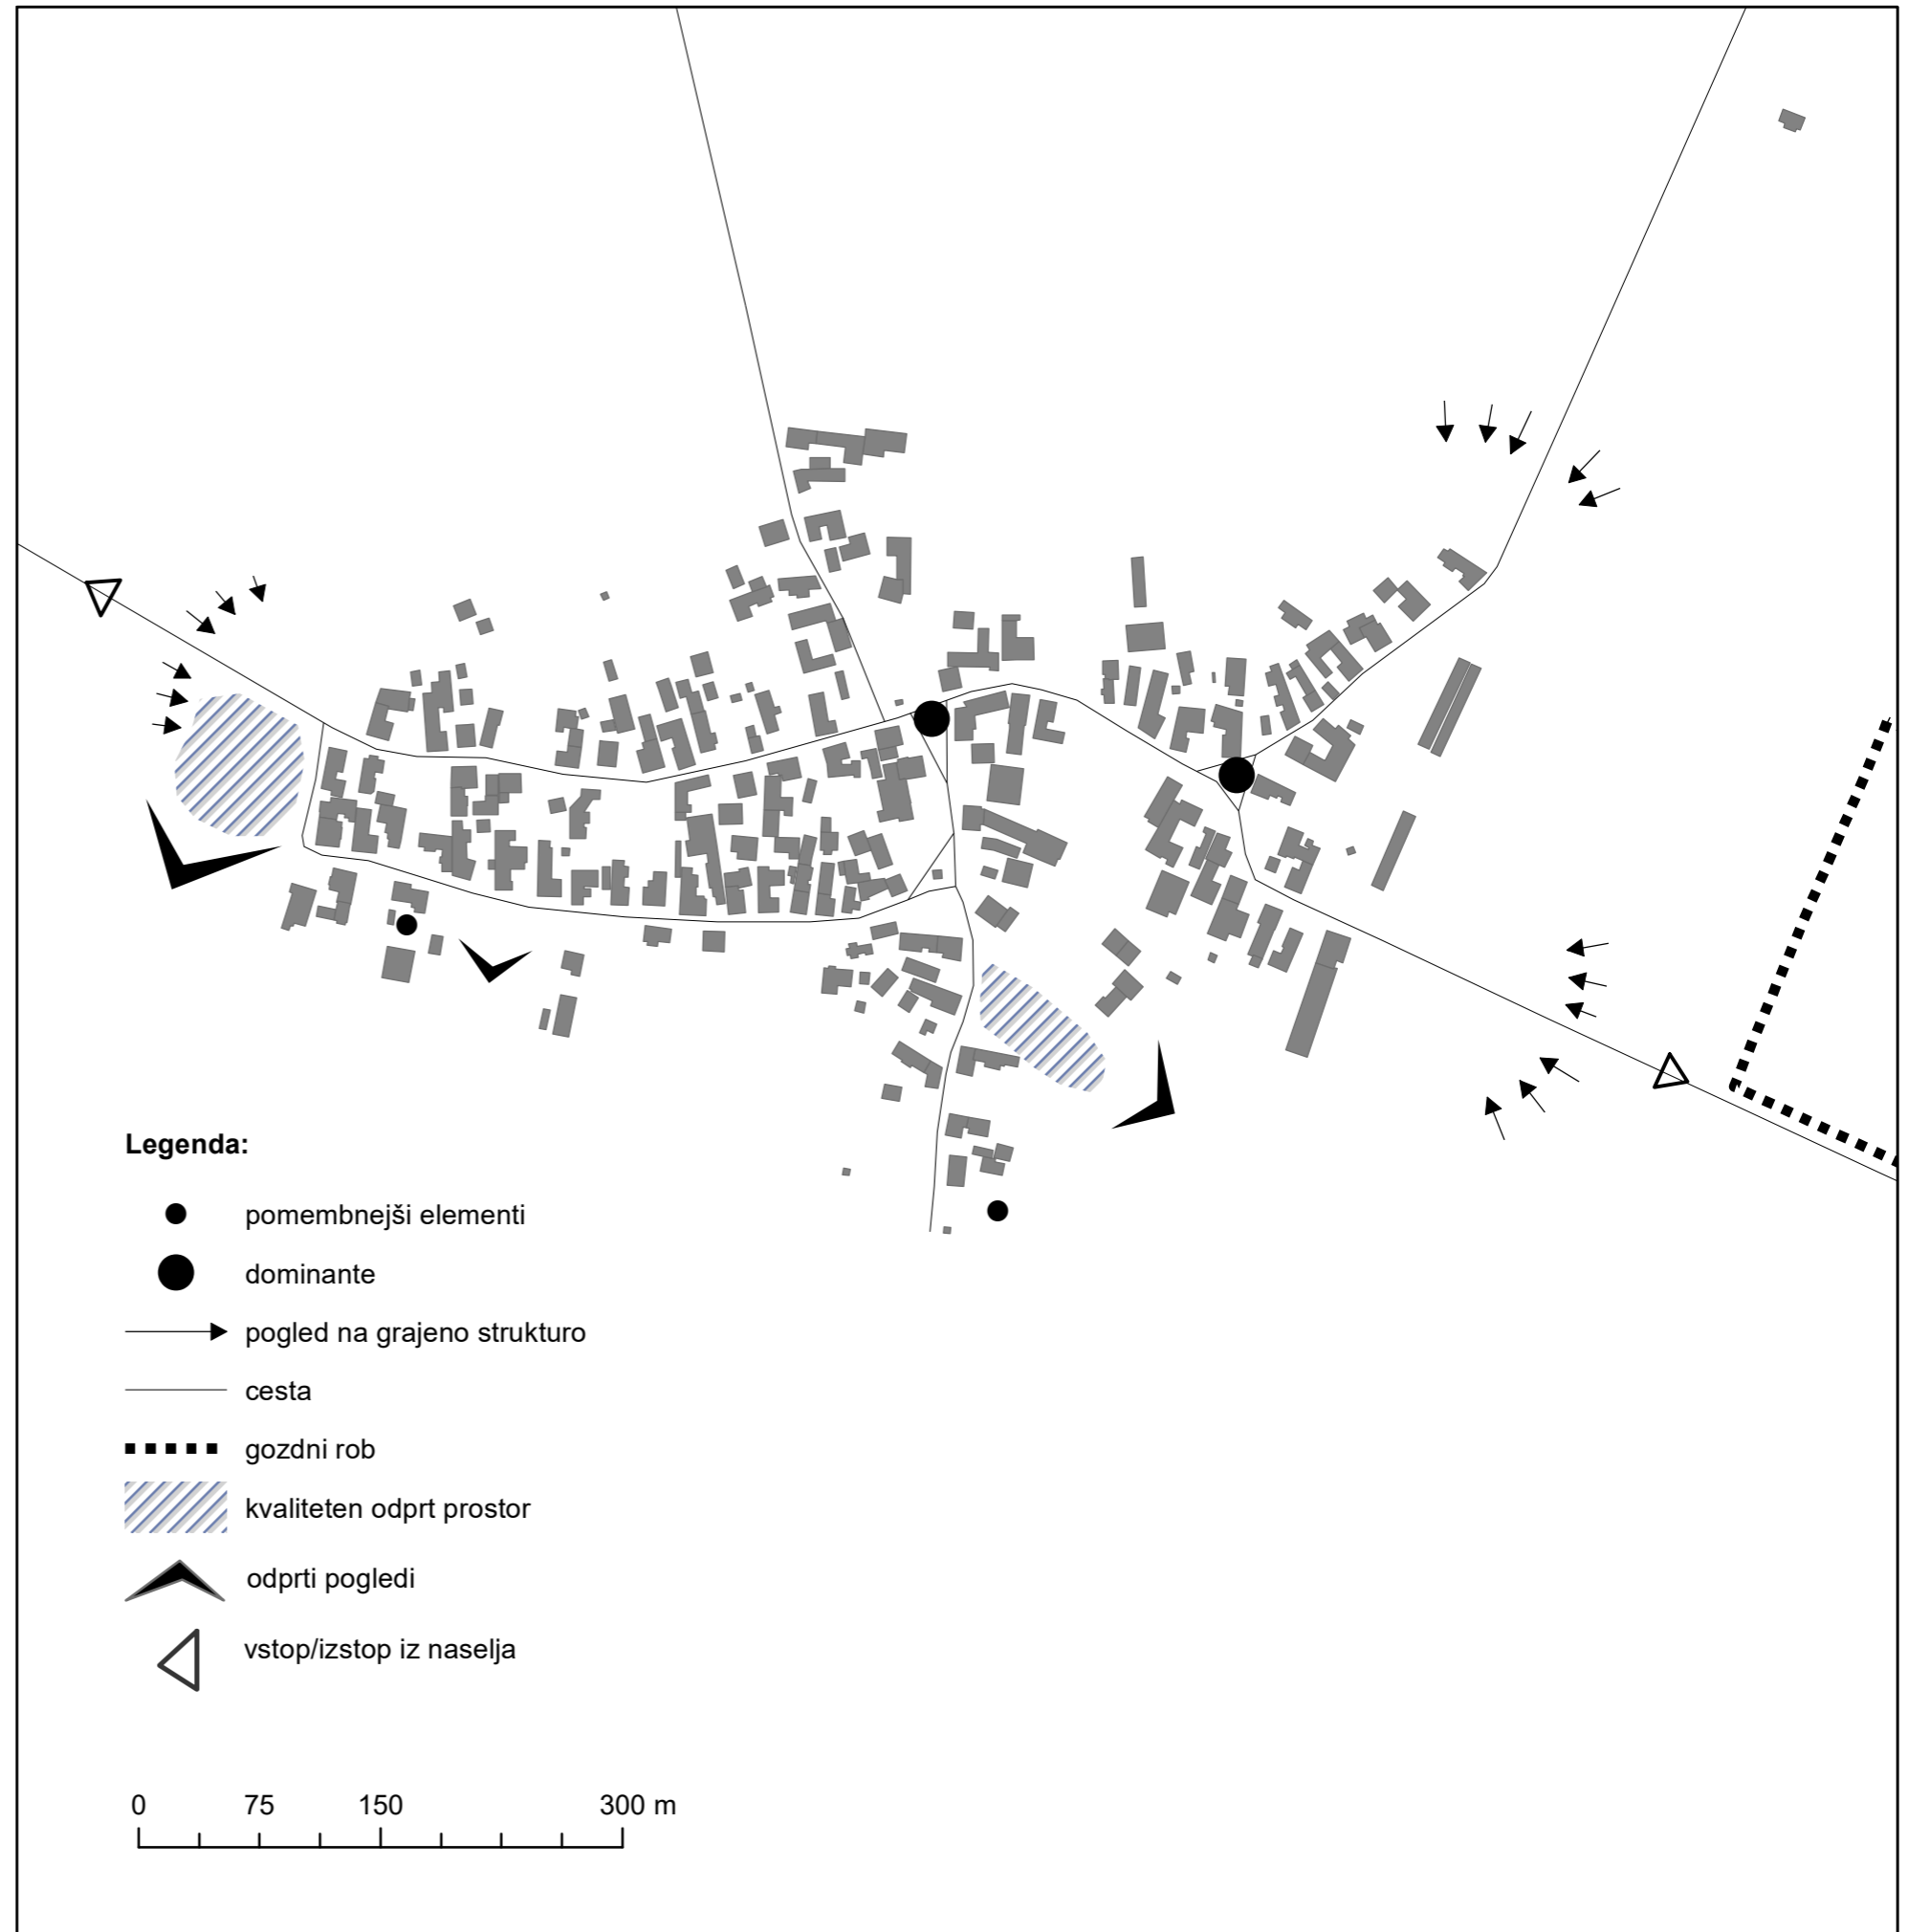 Legenda:
pomembnejši elementi
dominante
pogled na grajeno strukturo
cesta
gozdni rob
kvaliteten odprt prostor
odprti pogledi
vstop/izstop iz naselja
0 75 150 300 m